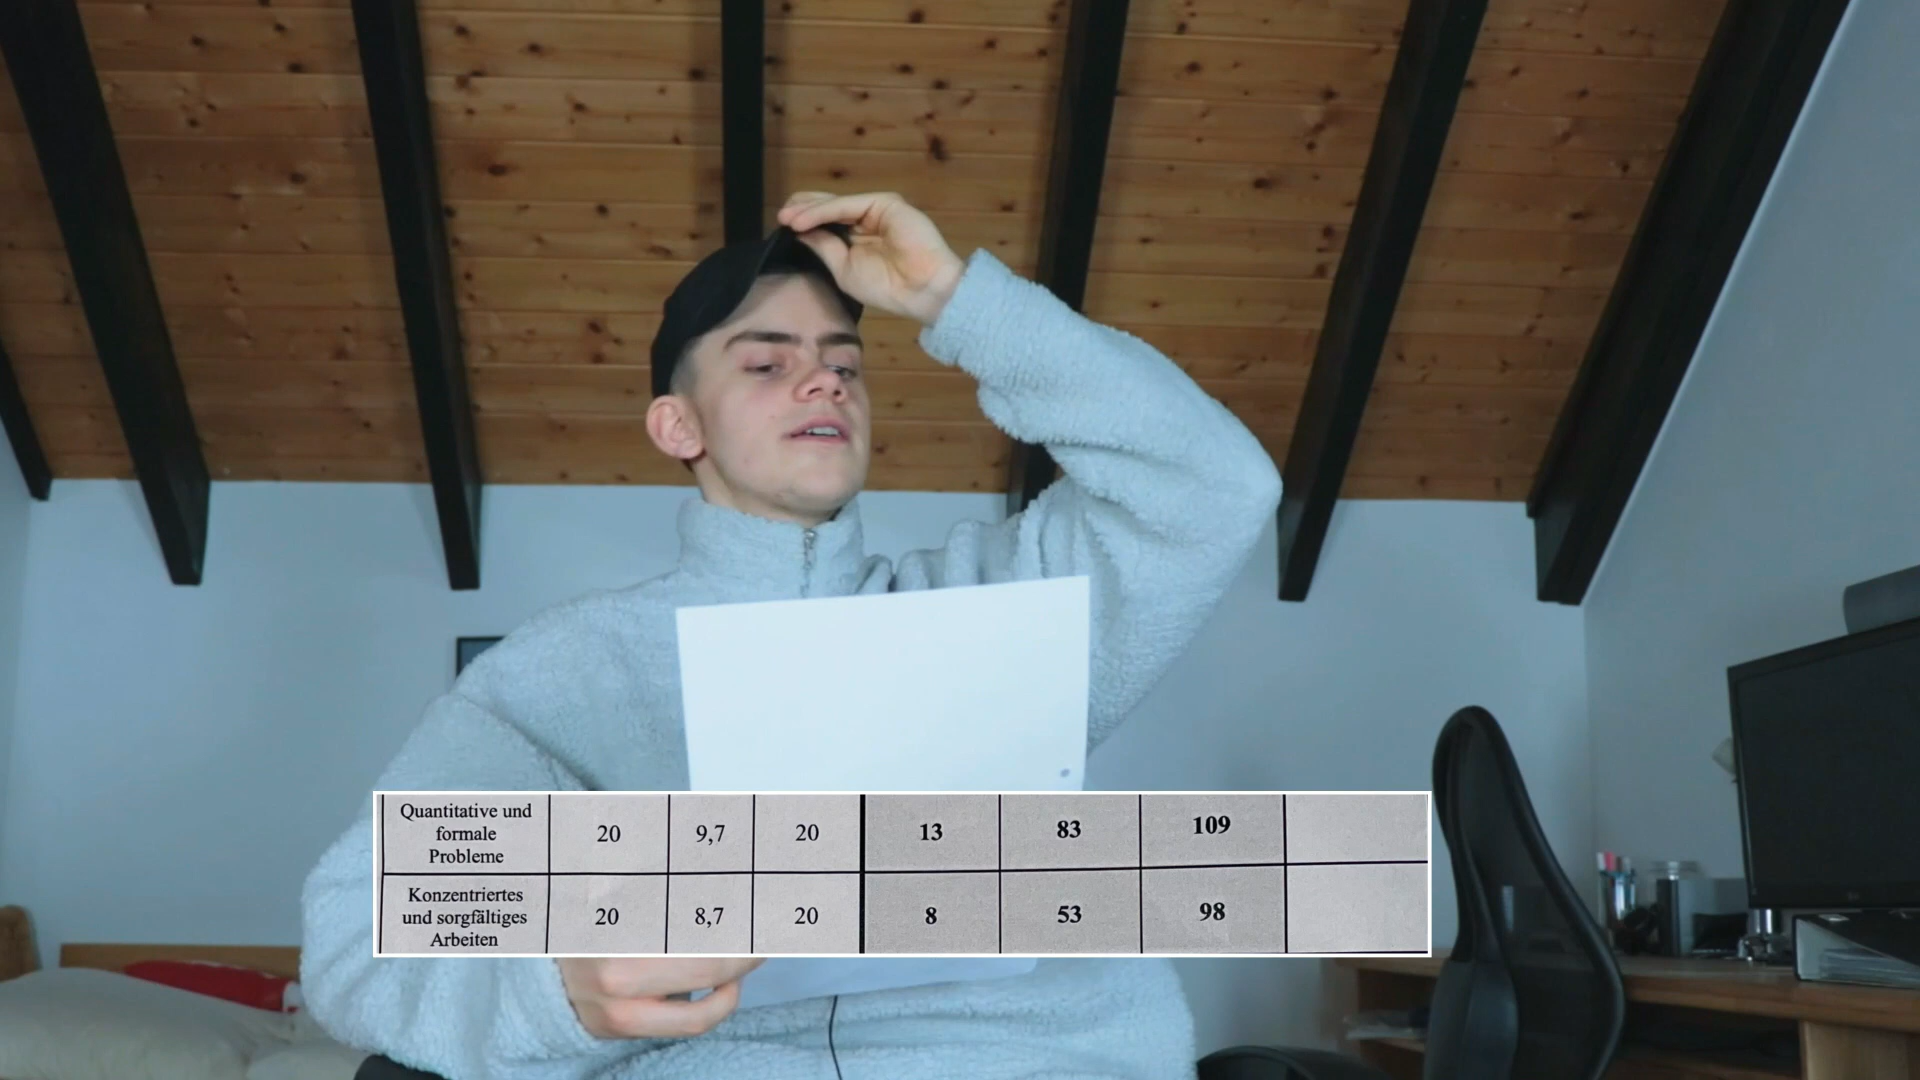 Quantitative und
formale
Probleme
20 9,7 20 13 83 109
Konzentriertes
und sorgfältiges
Arbeiten
20 8,7 20 8 53 98